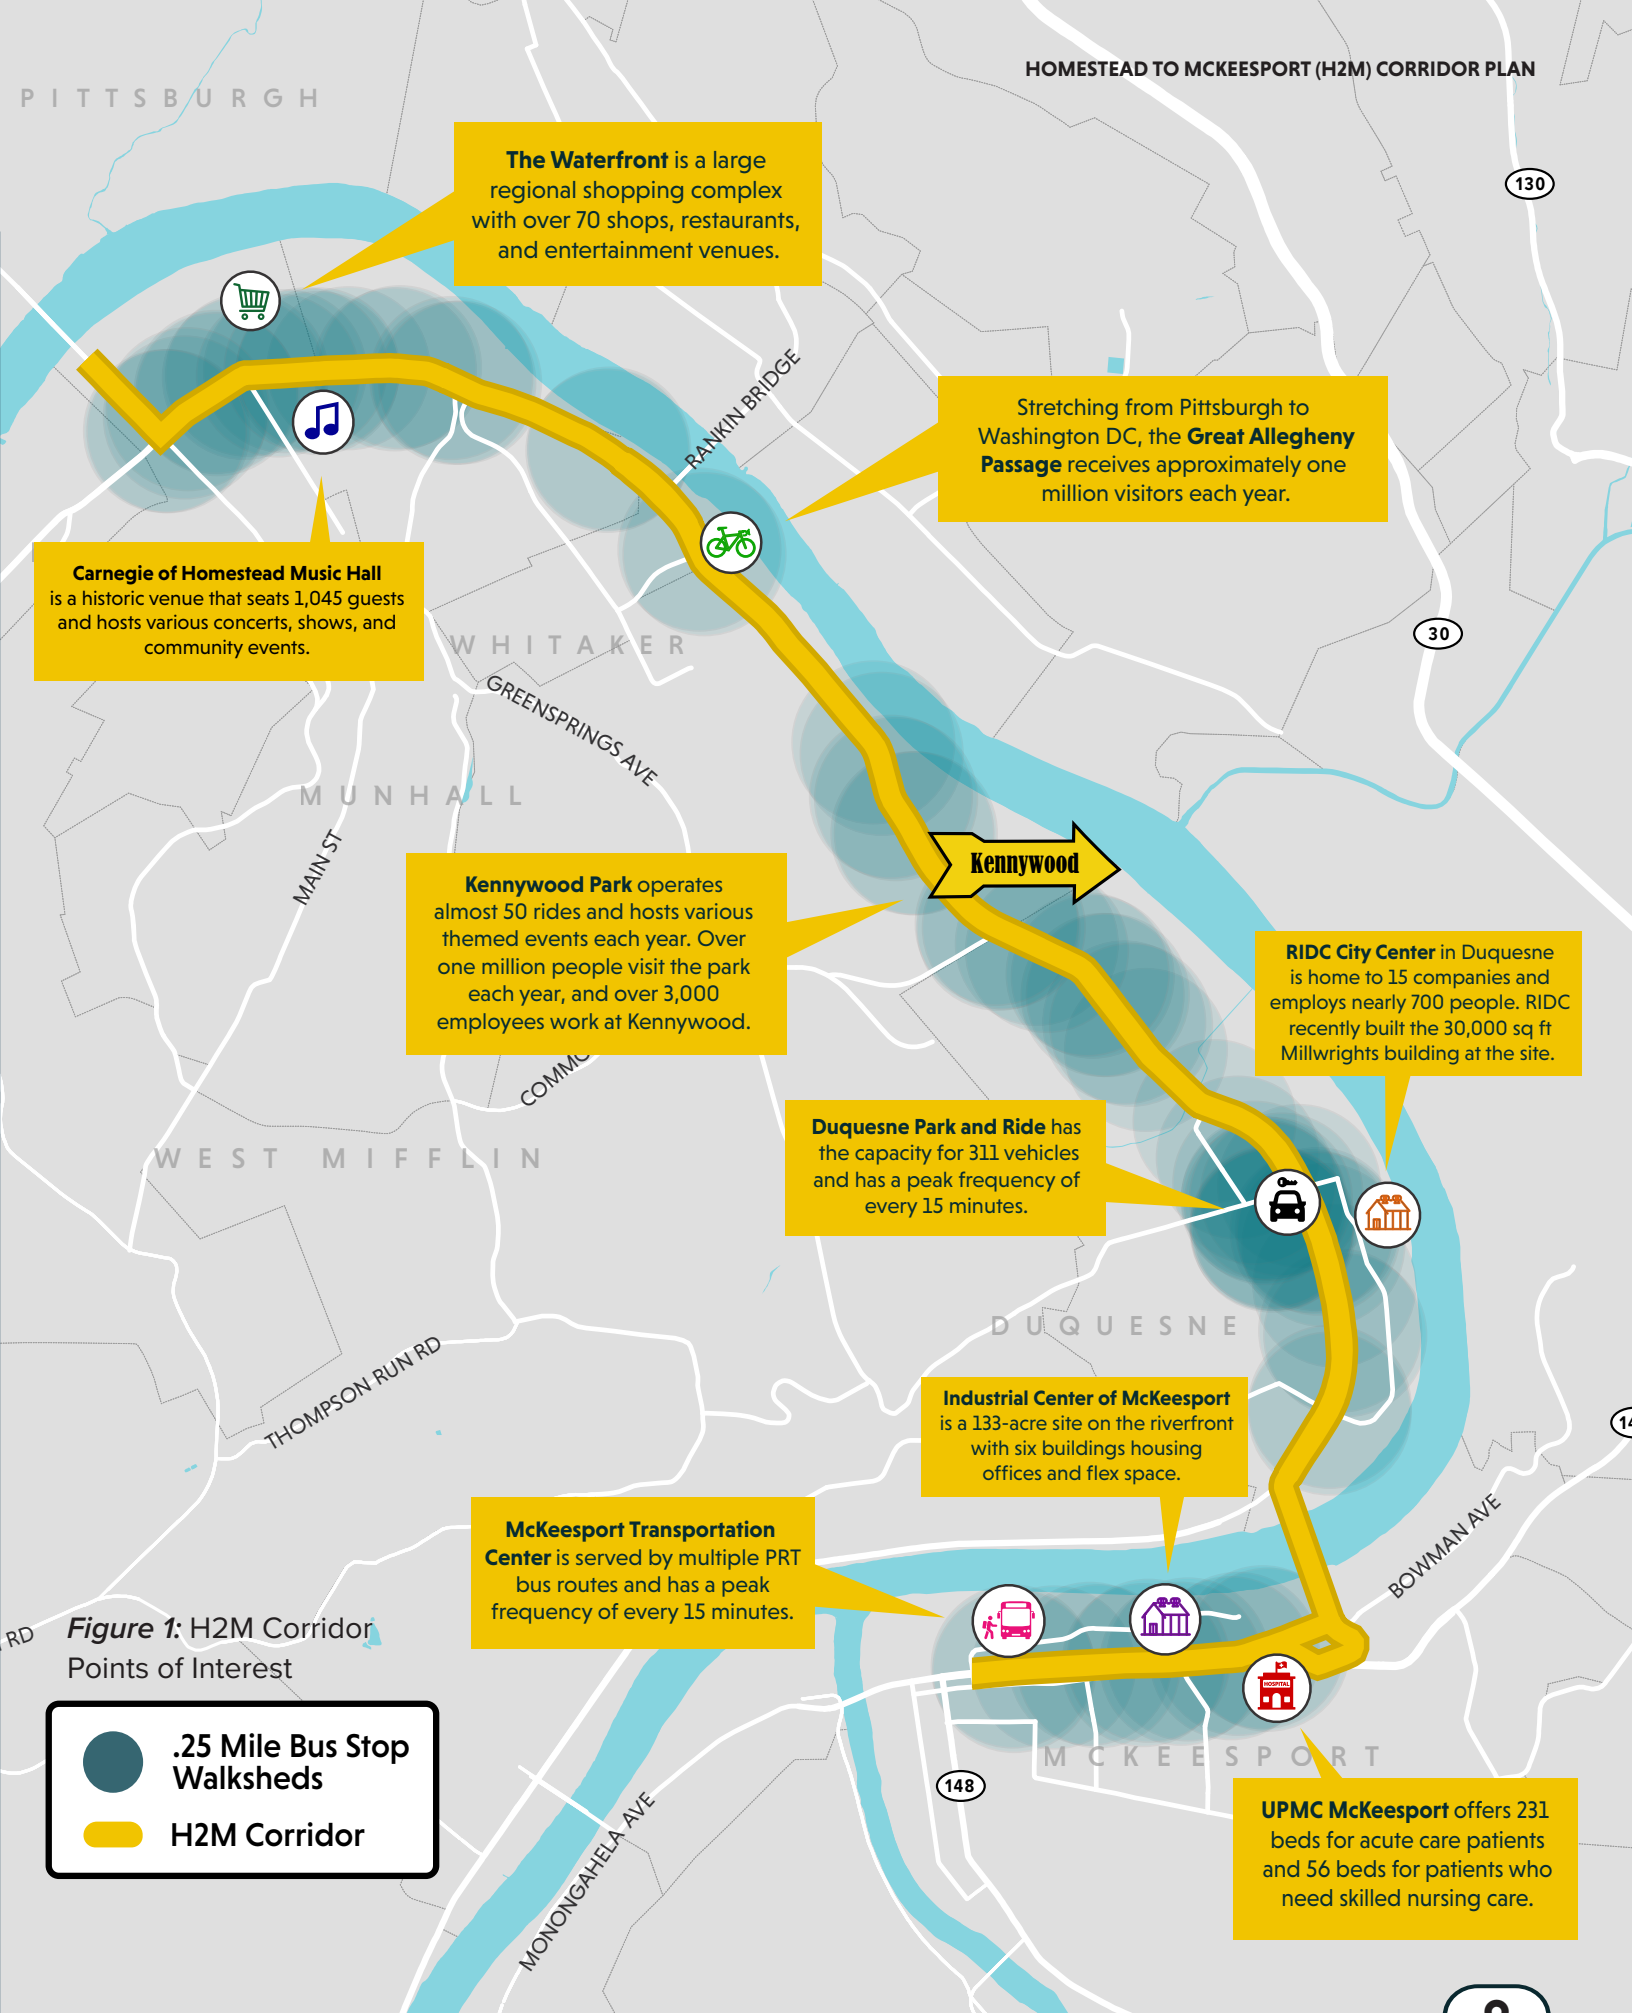 HOMESTEAD TO MCKEESPORT (H2M) CORRIDOR PLAN
PITTSBURGH
130
The Waterfront is a large
regional shopping complex
with over 70 shops, restaurants,
and entertainment venues.
RANKIN BRIDGE
Stretching from Pittsburgh to
Washington DC, the Great Allegheny
Passage receives approximately one
million visitors each year.
Carnegie of Homestead Music Hall
is a historic venue that seats 1,045 guests
and hosts various concerts, shows, and
community events.
30
WHITAKER
GREENSPRINGS AVE
MUNHALL
MAIN ST
Kennywood
Kennywood Park operates
almost 50 rides and hosts various
themed events each year. Over
one million people visit the park
each year, and over 3,000
employees work at Kennywood.
RIDC City Center in Duquesne
is home to 15 companies and
employs nearly 700 people. RIDC
recently built the 30,000 sq ft
Millwrights building at the site.
COMMO
Duquesne Park and Ride has
the capacity for 311 vehicles
and has a peak frequency of
every 15 minutes.
WEST MIFFLIN
DUQUESNE
THOMPSON RUN RD
Industrial Center of McKeesport
is a 133-acre site on the riverfront
with six buildings housing
offices and flex space.
14
McKeesport Transportation
Center is served by multiple PRT
bus routes and has a peak
frequency of every 15 minutes.
BOWMAN AVE
RD
Figure 1: H2M Corridor
Points of Interest
HOSPITAL
.25 Mile Bus Stop
Walksheds
H2M Corridor
MCKEESPORT
148
MONONGAHELA AVE
UPMC McKeesport offers 231
beds for acute care patients
and 56 beds for patients who
need skilled nursing care.